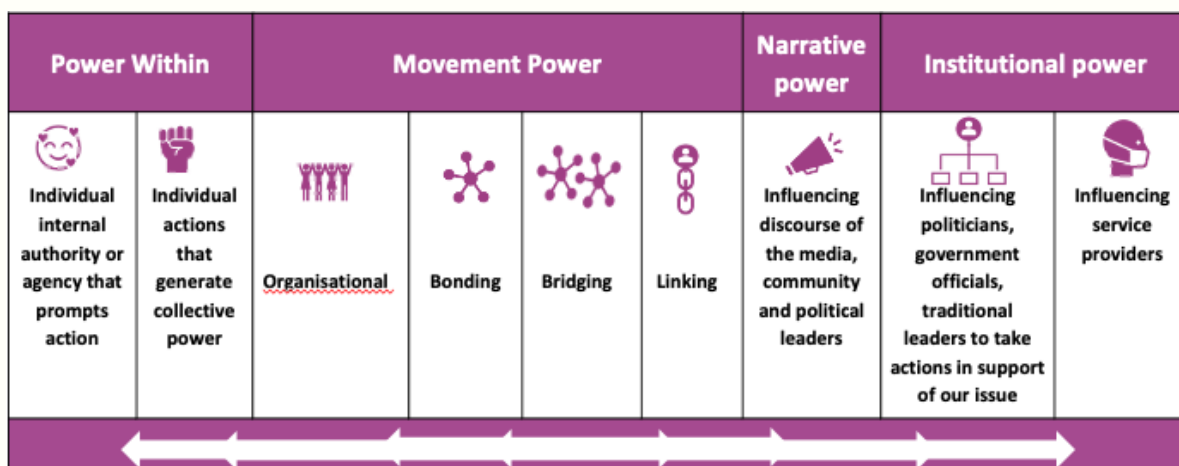 Power Within
Movement Power
Narrative
power
Institutional power
Individual
internal
authority or
agency that
prompts
action
Individual
actions
that
generate
collective
power
Organisational
Bonding
Bridging
Linking
Influencing
discourse of
the media,
community
and political
leaders
Influencing
politicians,
government
officials,
traditional
leaders to take
actions in support
of our issue
Influencing
service
providers